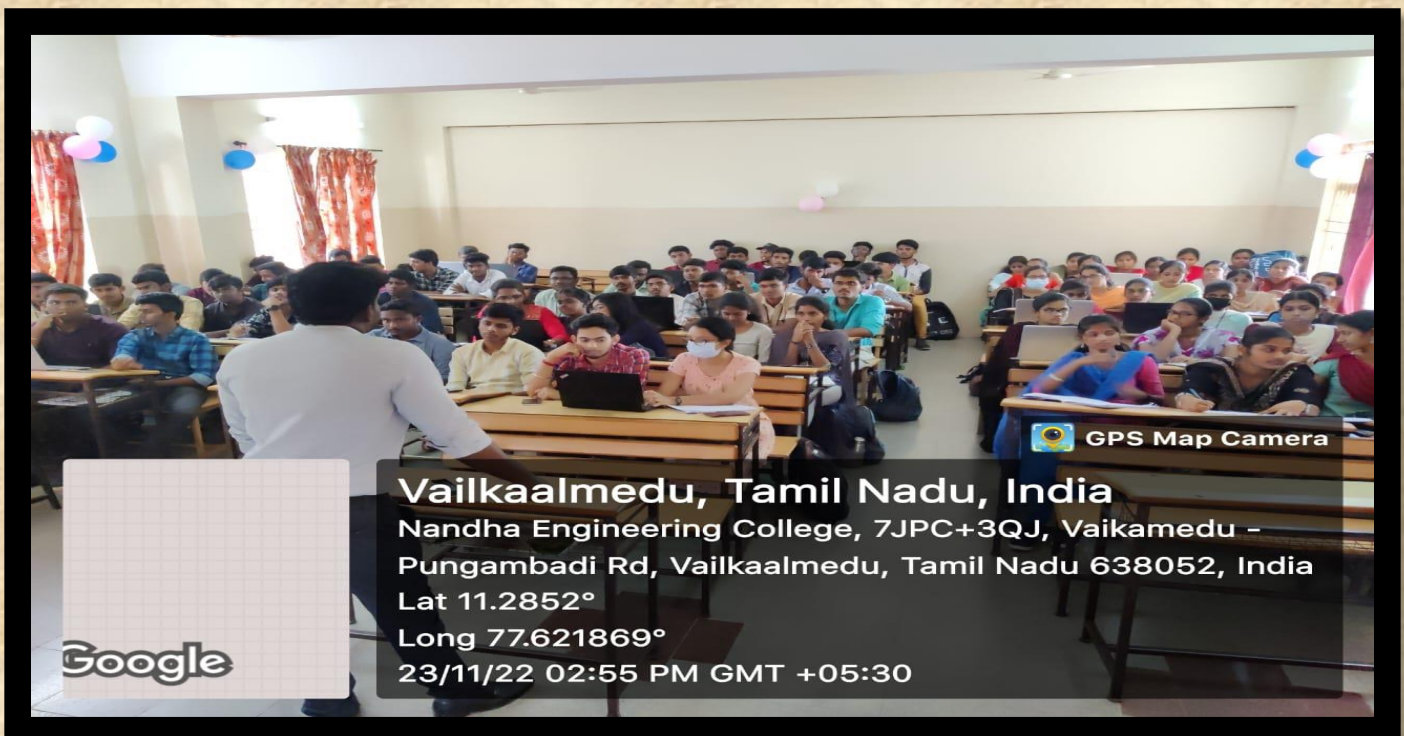 GPS Map Camera
Vailkaalmedu, Tamil Nadu, India
Nandha Engineering College, 7JPC+3QJ, Vaikamedu -
Pungambadi Rd, Vailkaalmedu, Tamil Nadu 638052, India
Lat 11.2852°
Long 77.621869°
23/11/22 02:55 PM GMT +05:30
Google